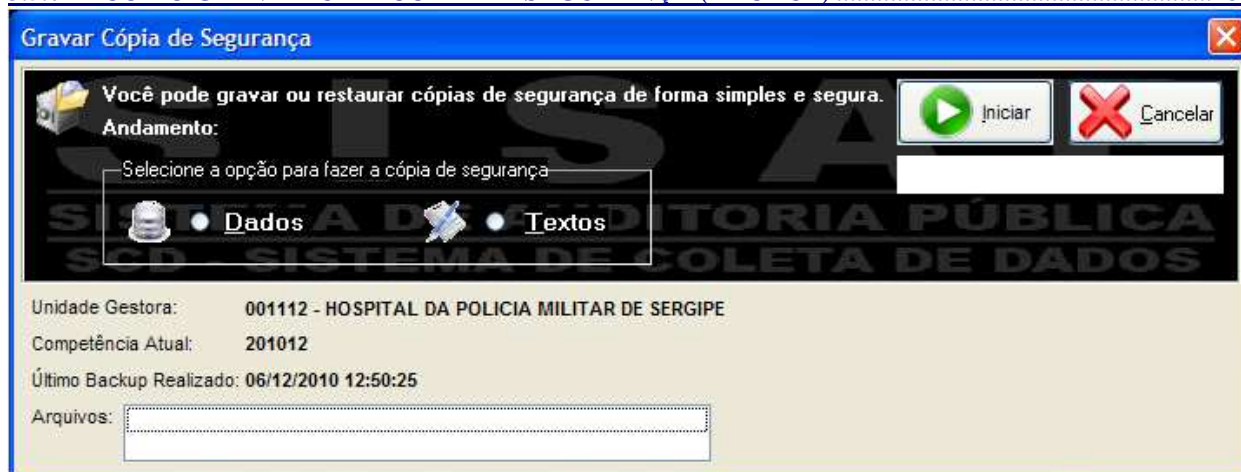 Gravar Cópia de Segurança
Você pode gravar ou restaurar cópias de segurança de forma simples e segura.
Andamento:
Iniciar
Cancelar
Selecione a opção para fazer a cópia de segurança
Dados
Textos
SISTEMA DE AUDITORIA PÚBLICA
SCD - SISTEMA DE COLETA DE DADOS
Unidade Gestora: 001112 - HOSPITAL DA POLICIA MILITAR DE SERGIPE
Competência Atual: 201012
Último Backup Realizado: 06/12/2010 12:50:25
Arquivos: